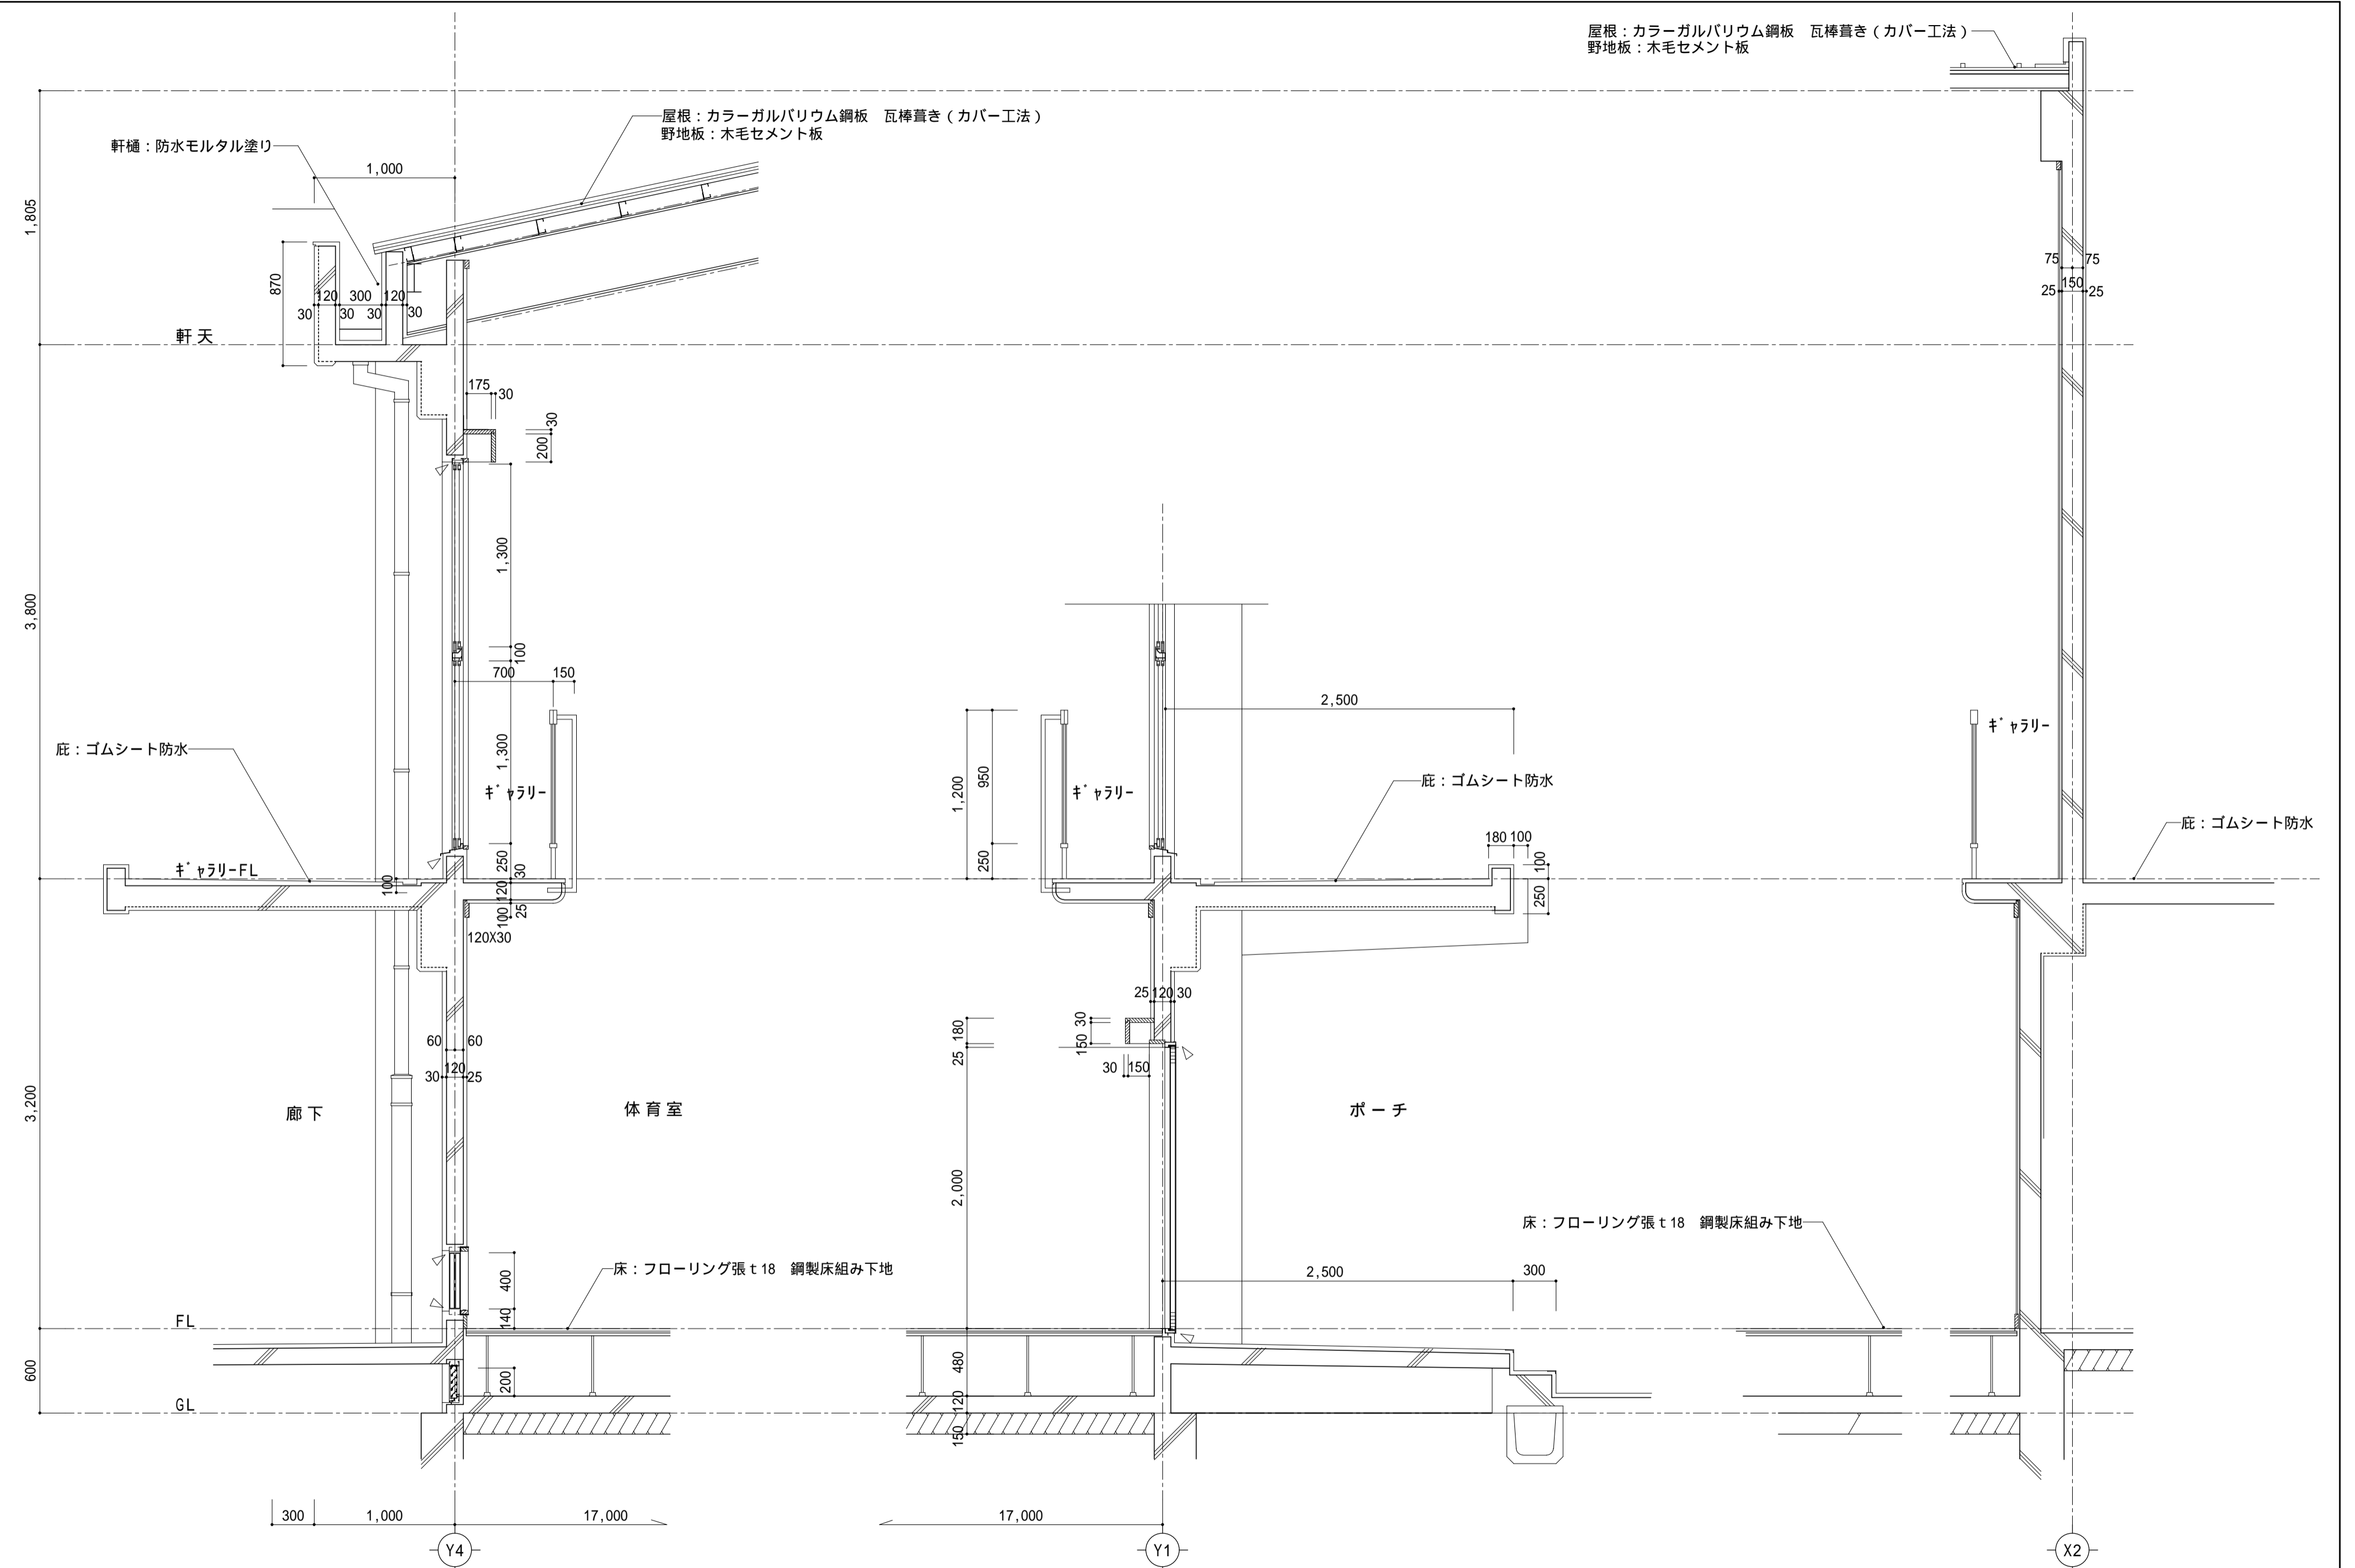 屋根：カラーガルバリウム鋼板　瓦棒葺き（カバー工法）
野地板：木毛セメント板
屋根：カラーガルバリウム鋼板　瓦棒葺き（カバー工法）
野地板：木毛セメント板
軒樋：防水モルタル塗り
1,000
1,805
870
120 300 120
30 30 30 30
軒天
75 75
150
25 25
175
30
30
200
1,300
100
3,800
700 150
2,500
ｷﾞｬﾗﾘｰ
庇：ゴムシート防水
1,300
ｷﾞｬﾗﾘｰ
1,200
950
ｷﾞｬﾗﾘｰ
庇：ゴムシート防水
庇：ゴムシート防水
180 100
100
250
ｷﾞｬﾗﾘｰFL
100
250
30
120
25
100
120X30
250
25 120 30
180
25
30
150
30 150
60 60
120
30 25
3,200
廊下
体育室
ポーチ
2,000
床：フローリング張ｔ18　鋼製床組み下地
床：フローリング張ｔ18　鋼製床組み下地
400
140
2,500 300
FL
600
200
480
120
150
GL
300 1,000 17,000
17,000
Y4
Y1
X2